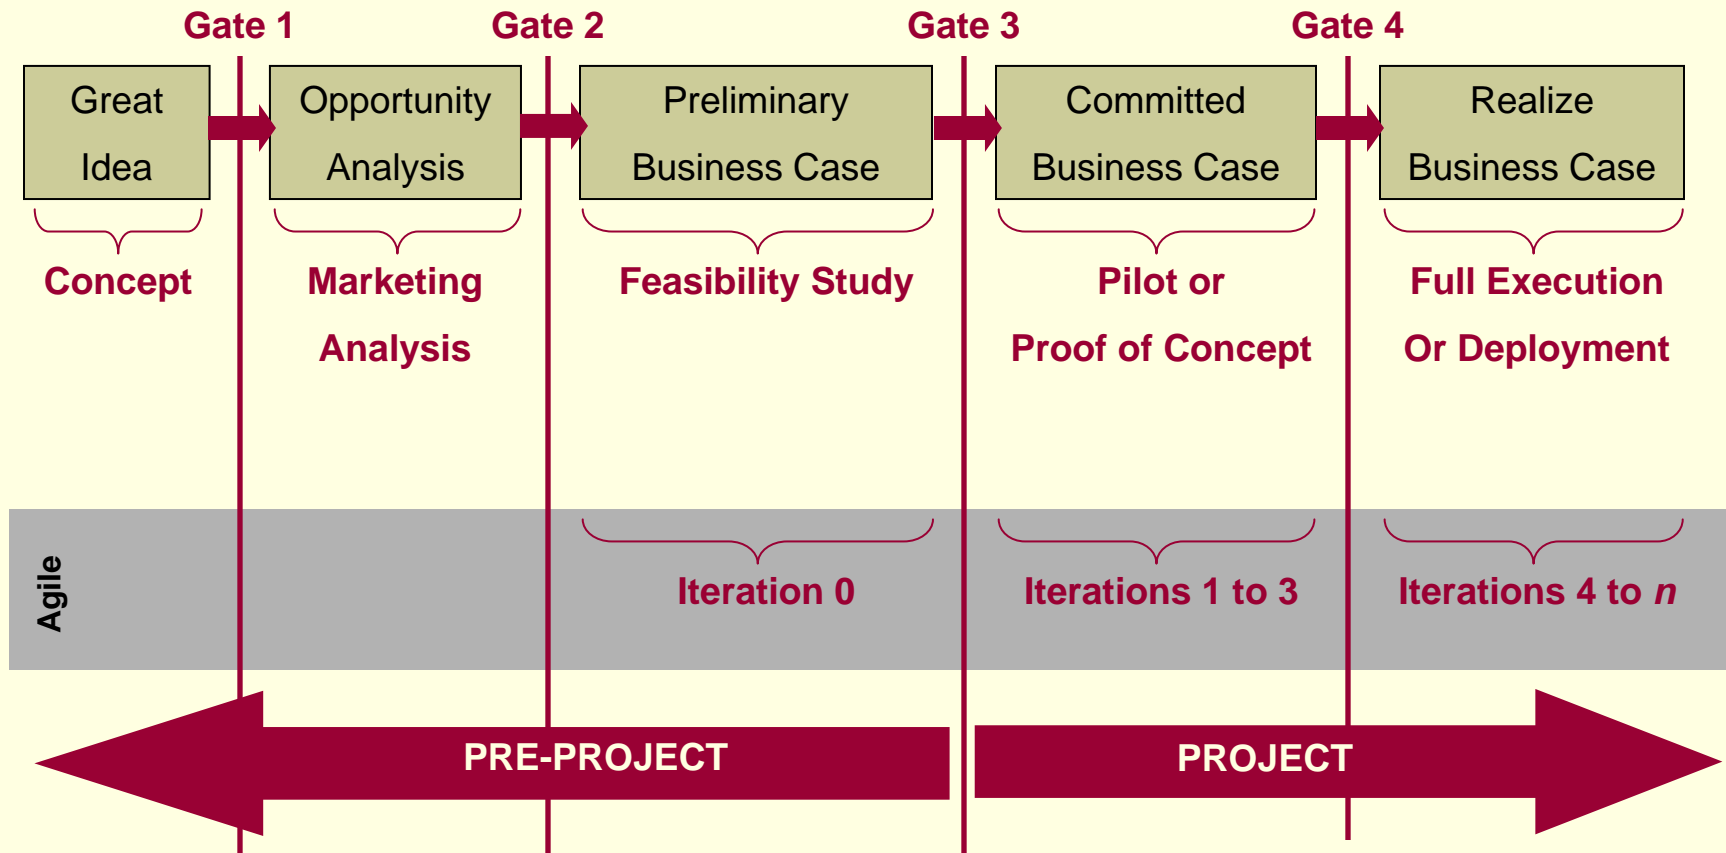 Gate 1
Gate 2
Gate 3
Gate 4
Great
Idea
Opportunity
Analysis
Preliminary
Business Case
Committed
Business Case
Realize
Business Case
Concept
Marketing
Analysis
Feasibility Study
Pilot or
Proof of Concept
Full Execution
Or Deployment
Agile
Iteration 0
Iterations 1 to 3
Iterations 4 to n
PRE-PROJECT
PROJECT